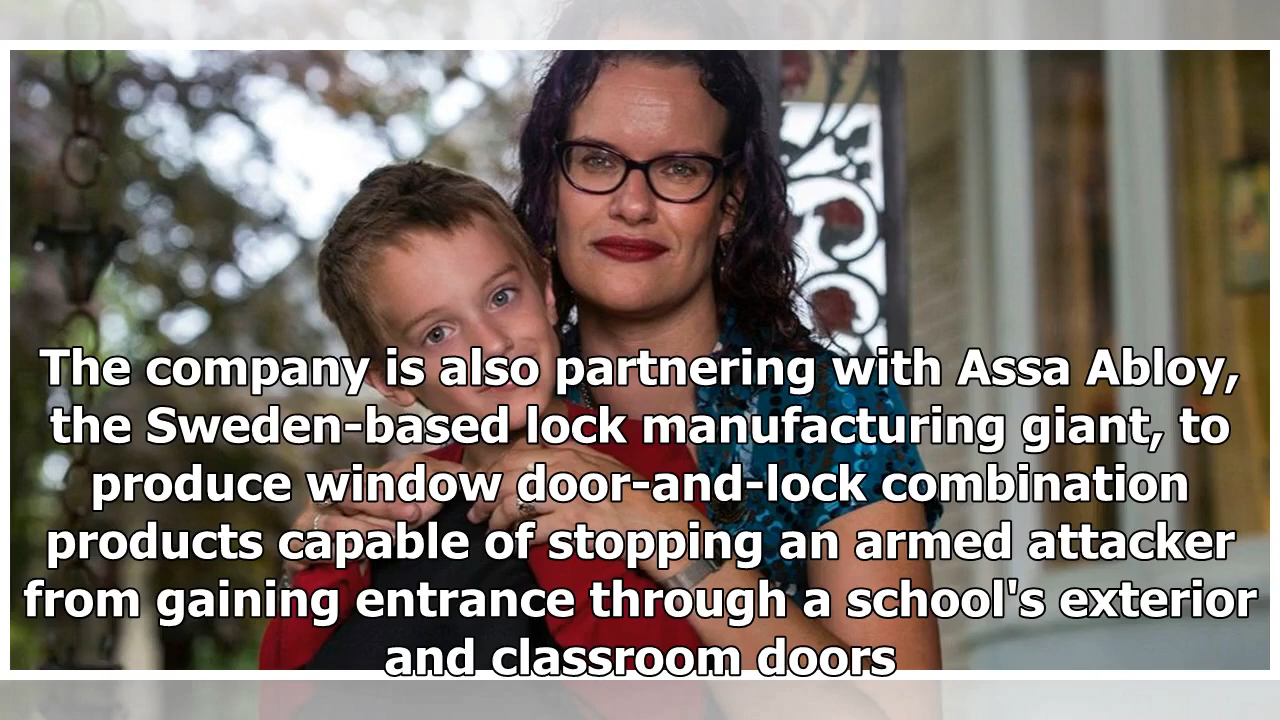 The company is also partnering with Assa Abloy,
the Sweden-based lock manufacturing giant, to
produce window door-and-lock combination
products capable of stopping an armed attacker
from gaining entrance through a school's exterior
and classroom doors